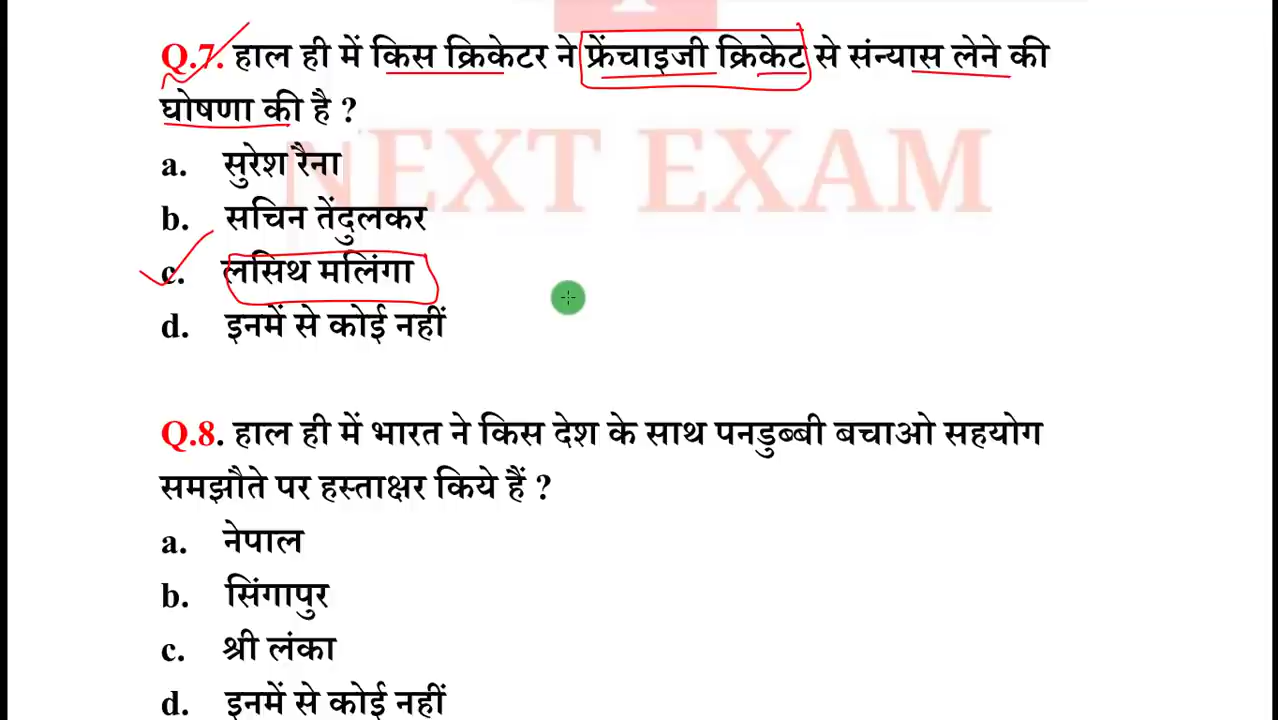 Q.7. हाल ही में किस क्रिकेटर ने फ्रेंचाइजी क्रिकेट से संन्यास लेने की
घोषणा की है ?
NEXT EXAM
a. सुरेश रैना
b. सचिन तेंदुलकर
c. लसिथ मलिंगा
d. इनमें से कोई नहीं
Q.8. हाल ही में भारत ने किस देश के साथ पनडुब्बी बचाओ सहयोग
समझौते पर हस्ताक्षर किये हैं ?
a. नेपाल
b. सिंगापुर
c. श्री लंका
d. इनमें से कोई नहीं